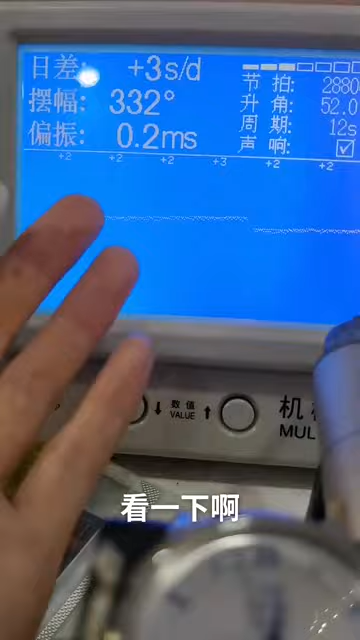 日差: +3s/d
摆幅: 332°
偏振: 0.2ms
节 拍: 2880
升 角: 52.0
周 期: 12s
声 响: ☑
+2 +2 +2 +3 +2 +2
↓ 数值 VALUE ↑
机
MUL
看一下啊